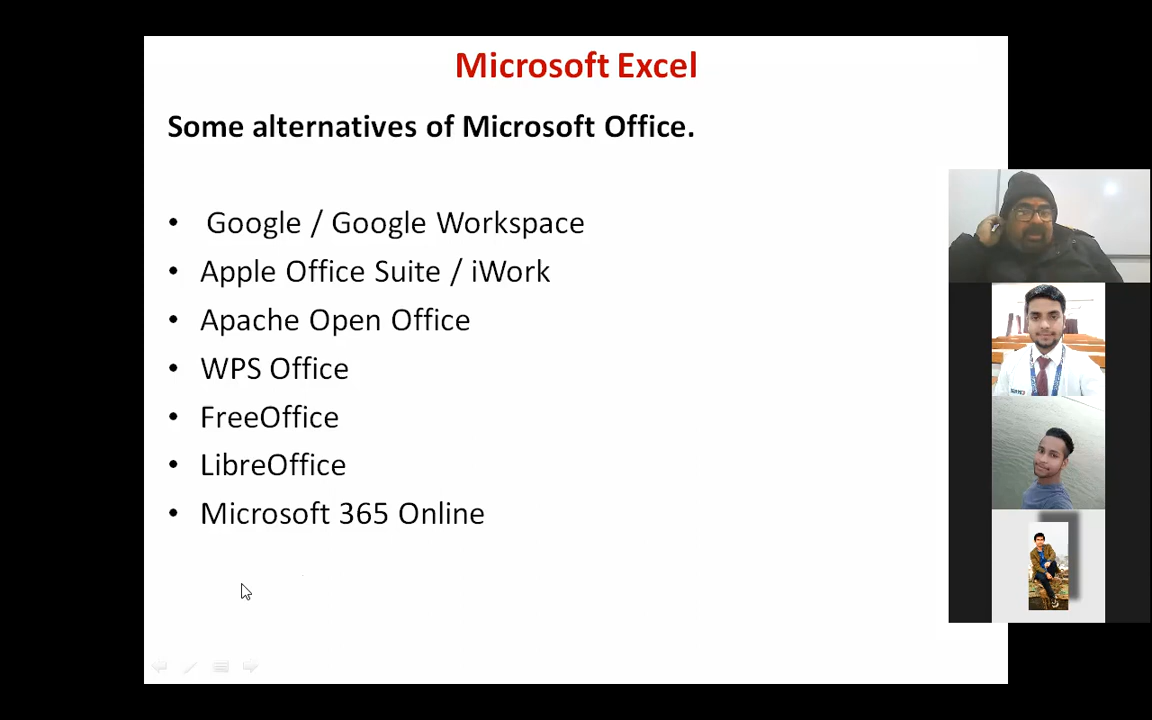 Microsoft Excel
Some alternatives of Microsoft Office.
• Google / Google Workspace
• Apple Office Suite / iWork
• Apache Open Office
• WPS Office
• FreeOffice
• LibreOffice
• Microsoft 365 Online